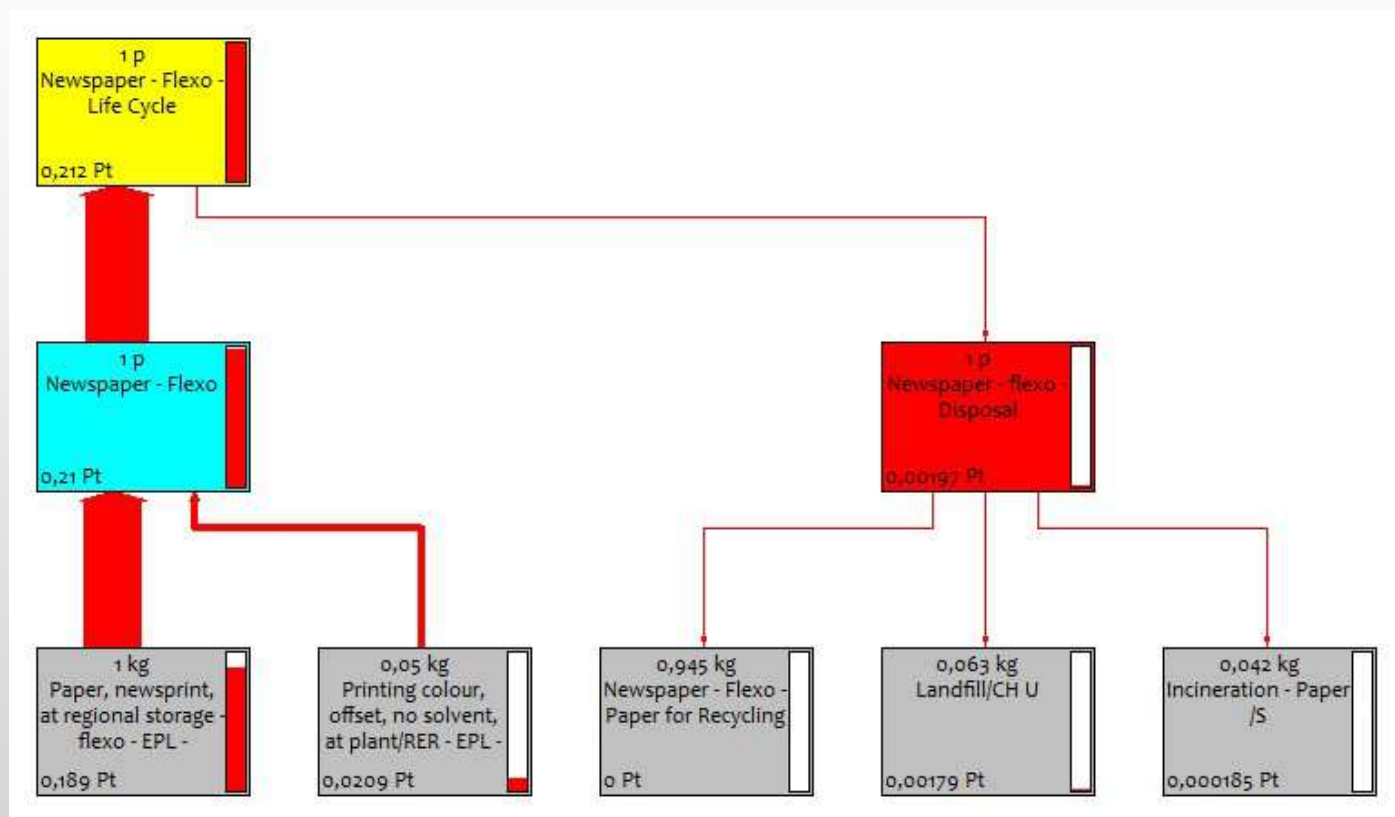 1 p
Newspaper - Flexo -
Life Cycle
0,212 Pt
1 p
Newspaper - Flexo
0,21 Pt
1 p
Newspaper - flexo -
Disposal
0,00197 Pt
1 kg
Paper, newsprint,
at regional storage -
flexo - EPL -
0,189 Pt
0,05 kg
Printing colour,
offset, no solvent,
at plant/RER - EPL -
0,0209 Pt
0,945 kg
Newspaper - Flexo -
Paper for Recycling
0 Pt
0,063 kg
Landfill/CH U
0,00179 Pt
0,042 kg
Incineration - Paper
/S
0,000185 Pt